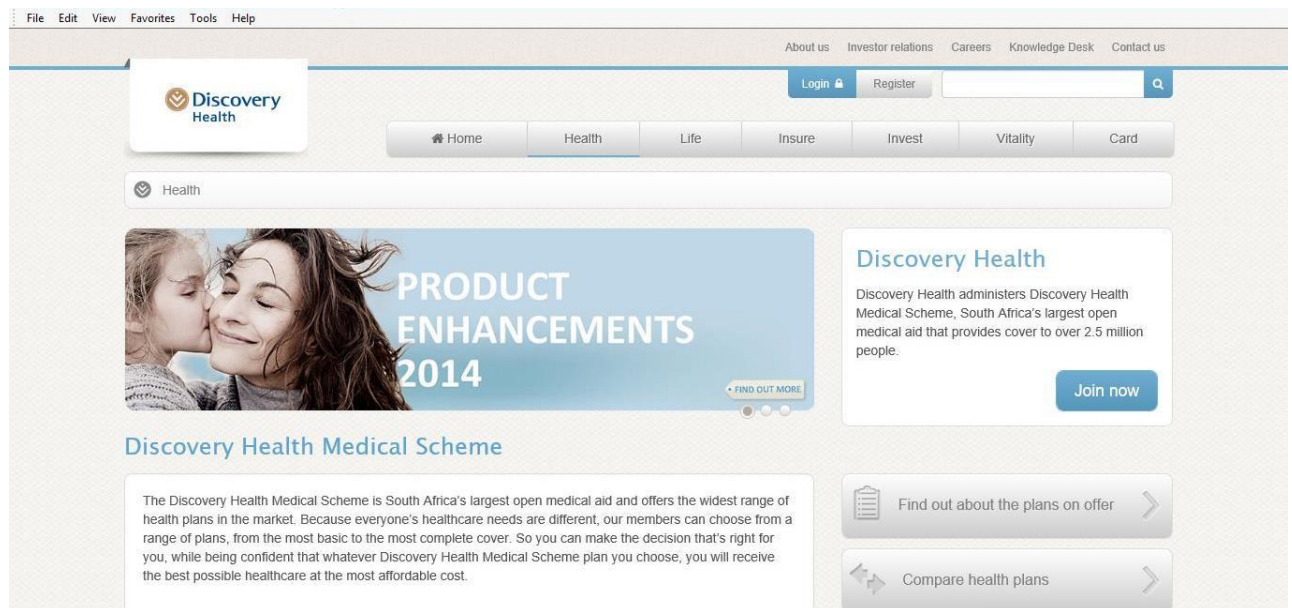 File Edit View Favorites Tools Help
About us Investor relations Careers Knowledge Desk Contact us
Login Register
Discovery
Health
Home Health Life Insure Invest Vitality Card
Health
PRODUCT
ENHANCEMENTS
2014
FIND OUT MORE
Discovery Health
Discovery Health administers Discovery Health
Medical Scheme, South Africa's largest open
medical aid that provides cover to over 2.5 million
people.
Join now
Discovery Health Medical Scheme
The Discovery Health Medical Scheme is South Africa's largest open medical aid and offers the widest range of
health plans in the market. Because everyone's healthcare needs are different, our members can choose from a
range of plans, from the most basic to the most complete cover. So you can make the decision that's right for
you, while being confident that whatever Discovery Health Medical Scheme plan you choose, you will receive
the best possible healthcare at the most affordable cost.
Find out about the plans on offer
Compare health plans